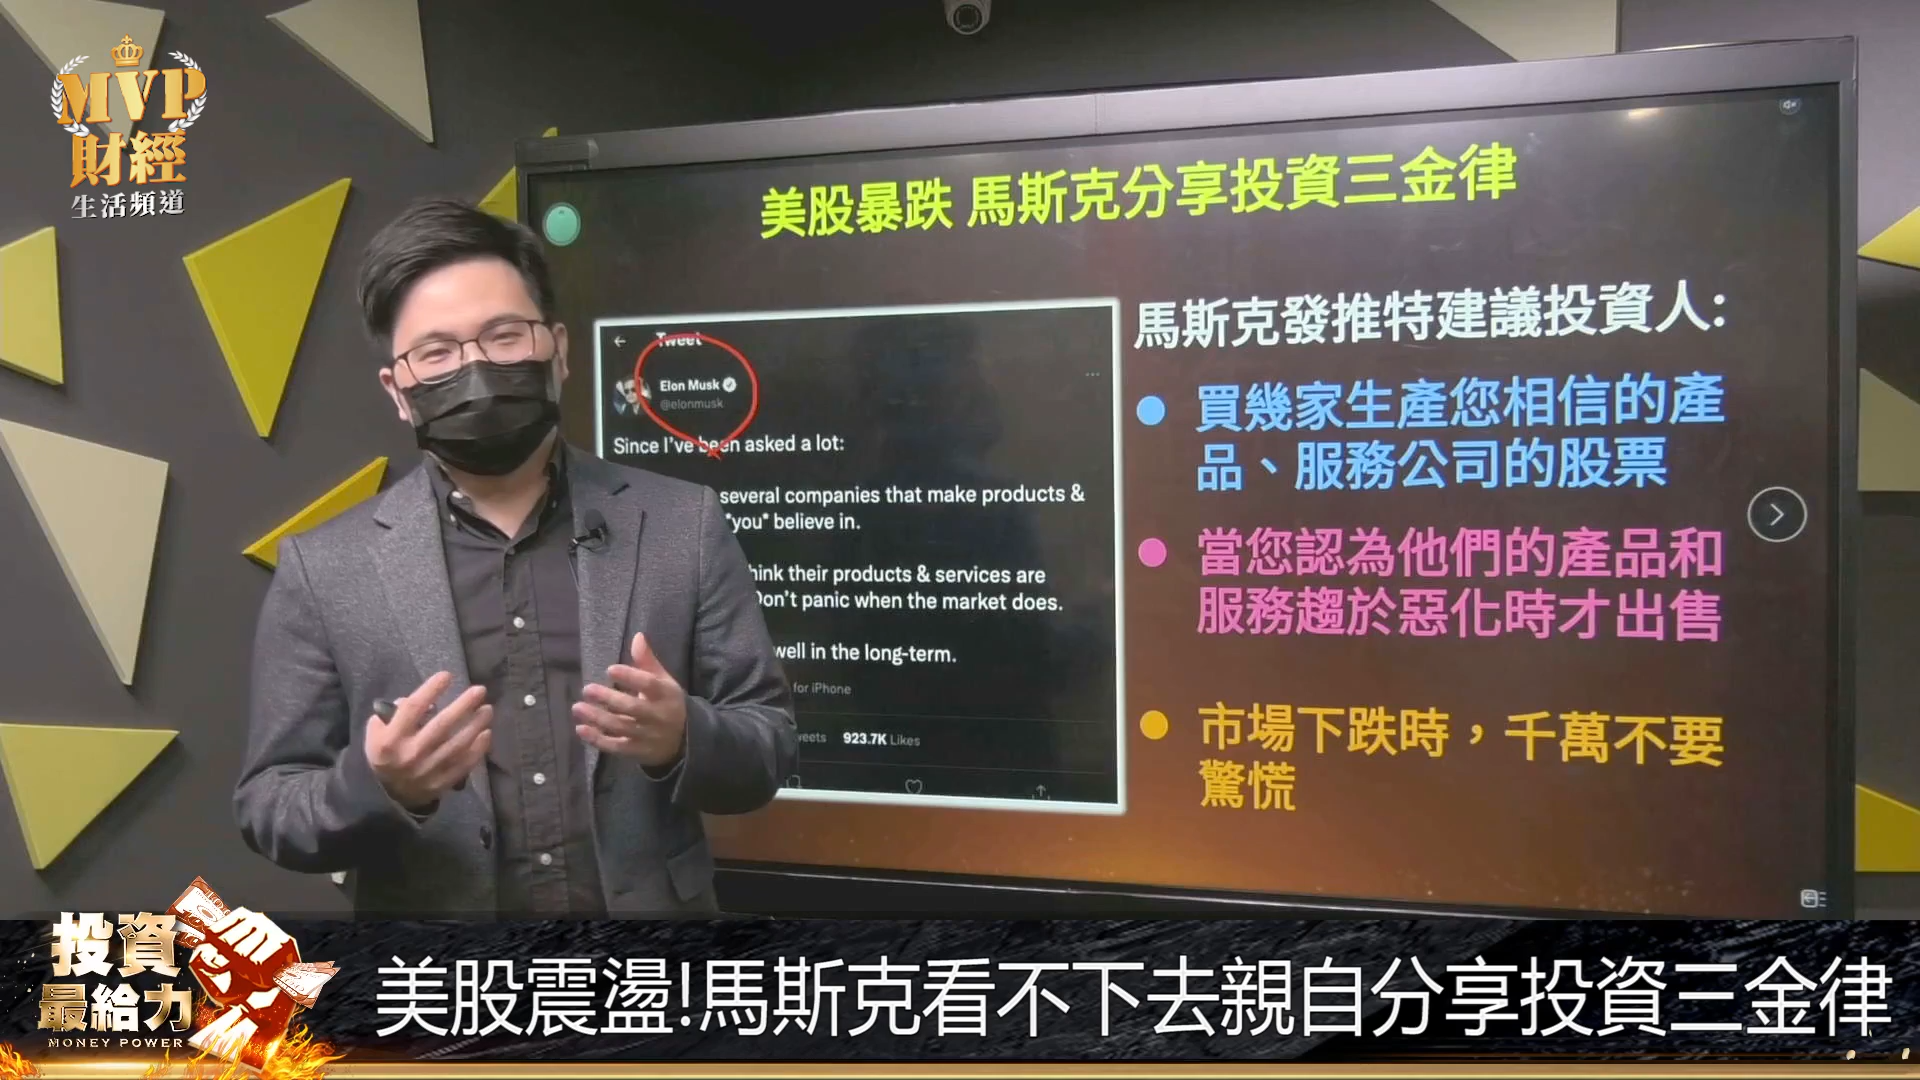 MVP
財經
生活頻道
美股暴跌 馬斯克分享投資三金律
Tweet
Elon Musk
@elonmusk
Since I've been asked a lot:
several companies that make products &
*you* believe in.
their products & services are
Don't panic when the market does.
well in the long-term.
for iPhone
923.7K Likes
馬斯克發推特建議投資人:
買幾家生產您相信的產
品、服務公司的股票
當您認為他們的產品和
服務趨於惡化時才出售
市場下跌時，千萬不要
驚慌
投資
最給力
MONEY POWER
美股震盪!馬斯克看不下去親自分享投資三金律